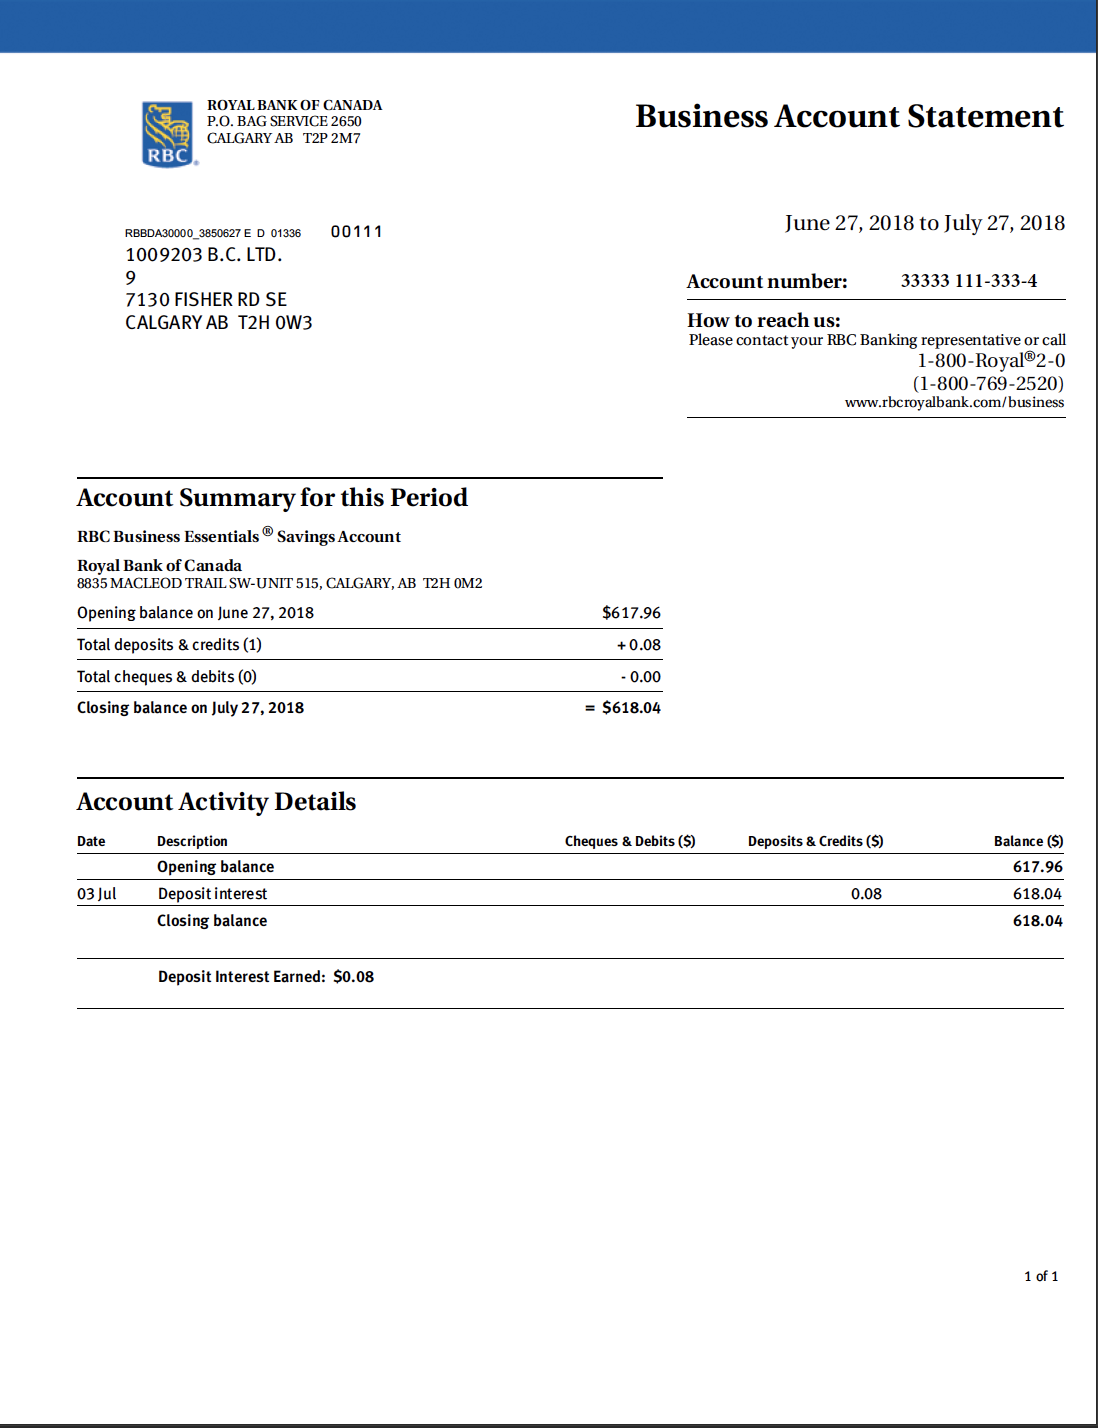 RBC
ROYAL BANK OF CANADA
P.O. BAG SERVICE 2650
CALGARY AB T2P 2M7
Business Account Statement
June 27, 2018 to July 27, 2018
RBBDA30000_3850627 E D 01336 00111
1009203 B.C. LTD.
9
7130 FISHER RD SE
CALGARY AB T2H 0W3
Account number: 33333 111-333-4
How to reach us:
Please contact your RBC Banking representative or call
1-800-Royal®2-0
(1-800-769-2520)
www.rbcroyalbank.com/business
Account Summary for this Period
RBC Business Essentials ® Savings Account
Royal Bank of Canada
8835 MACLEOD TRAIL SW-UNIT 515, CALGARY, AB T2H 0M2
Opening balance on June 27, 2018 $617.96
Total deposits & credits (1) + 0.08
Total cheques & debits (0) - 0.00
Closing balance on July 27, 2018 = $618.04
Account Activity Details
Date Description Cheques & Debits ($) Deposits & Credits ($) Balance ($)
Opening balance 617.96
03 Jul Deposit interest 0.08 618.04
Closing balance 618.04
Deposit Interest Earned: $0.08
1 of 1